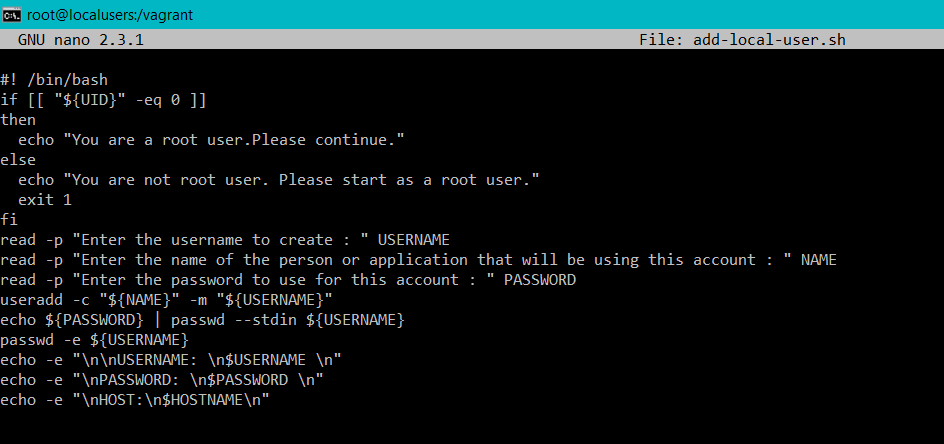 root@localusers:/vagrant
GNU nano 2.3.1 File: add-local-user.sh
#! /bin/bash
if [[ "${UID}" -eq 0 ]]
then
  echo "You are a root user.Please continue."
else
  echo "You are not root user. Please start as a root user."
  exit 1
fi
read -p "Enter the username to create : " USERNAME
read -p "Enter the name of the person or application that will be using this account : " NAME
read -p "Enter the password to use for this account : " PASSWORD
useradd -c "${NAME}" -m "${USERNAME}"
echo ${PASSWORD} | passwd --stdin ${USERNAME}
passwd -e ${USERNAME}
echo -e "\n\nUSERNAME: \n$USERNAME \n"
echo -e "\nPASSWORD: \n$PASSWORD \n"
echo -e "\nHOST:\n$HOSTNAME\n"